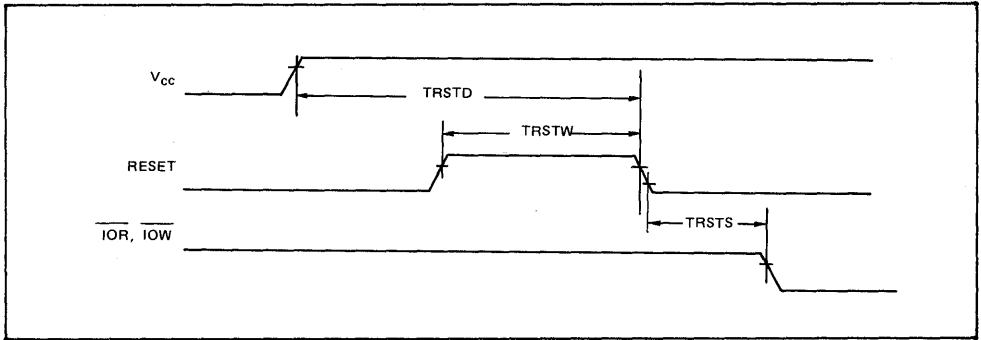 Vcc
TRSTD
TRSTW
RESET
TRSTS
IOR, IOW